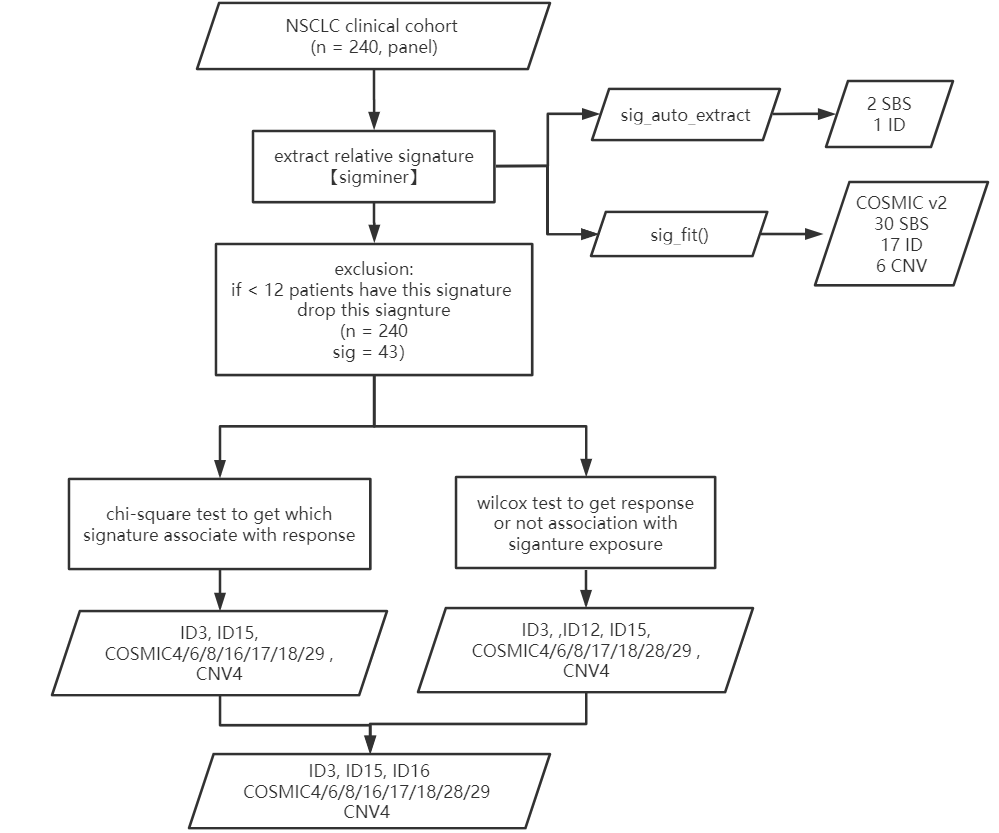 NSCLC clinical cohort
(n = 240, panel)
extract relative signature
【sigminer】
sig_auto_extract
2 SBS
1 ID
sig_fit()
COSMIC v2
30 SBS
17 ID
6 CNV
exclusion:
if < 12 patients have this signature
drop this siagnture
(n = 240
sig = 43)
chi-square test to get which
signature associate with response
wilcox test to get response
or not association with
siganture exposure
ID3, ID15,
COSMIC4/6/8/16/17/18/29 ,
CNV4
ID3, ,ID12, ID15,
COSMIC4/6/8/17/18/28/29 ,
CNV4
ID3, ID15, ID16
COSMIC4/6/8/16/17/18/28/29
CNV4